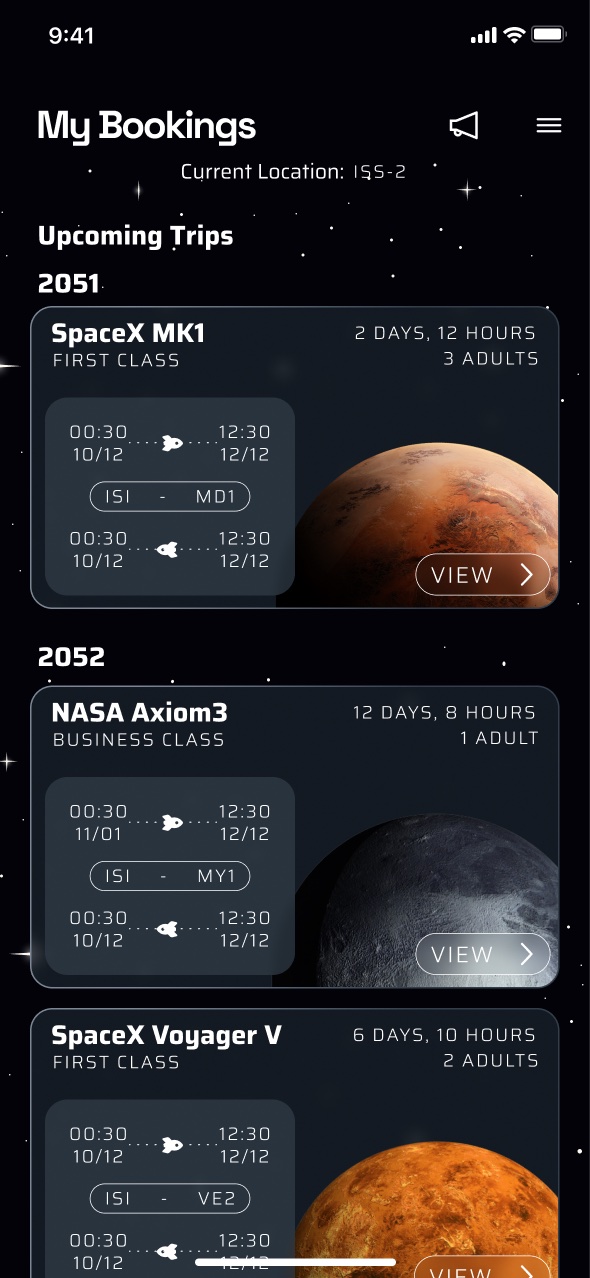 9:41
My Bookings
Current Location: ISS-2
Upcoming Trips
2051
SpaceX MK1 2 DAYS, 12 HOURS
FIRST CLASS 3 ADULTS
00:30 12:30
10/12 12/12
ISI - MD1
00:30 12:30
10/12 12/12
VIEW
2052
NASA Axiom3 12 DAYS, 8 HOURS
BUSINESS CLASS 1 ADULT
00:30 12:30
11/01 12/12
ISI - MY1
00:30 12:30
10/12 12/12
VIEW
SpaceX Voyager V 6 DAYS, 10 HOURS
FIRST CLASS 2 ADULTS
00:30 12:30
10/12 12/12
ISI - VE2
00:30 12:30
10/12 12/12
VIEW